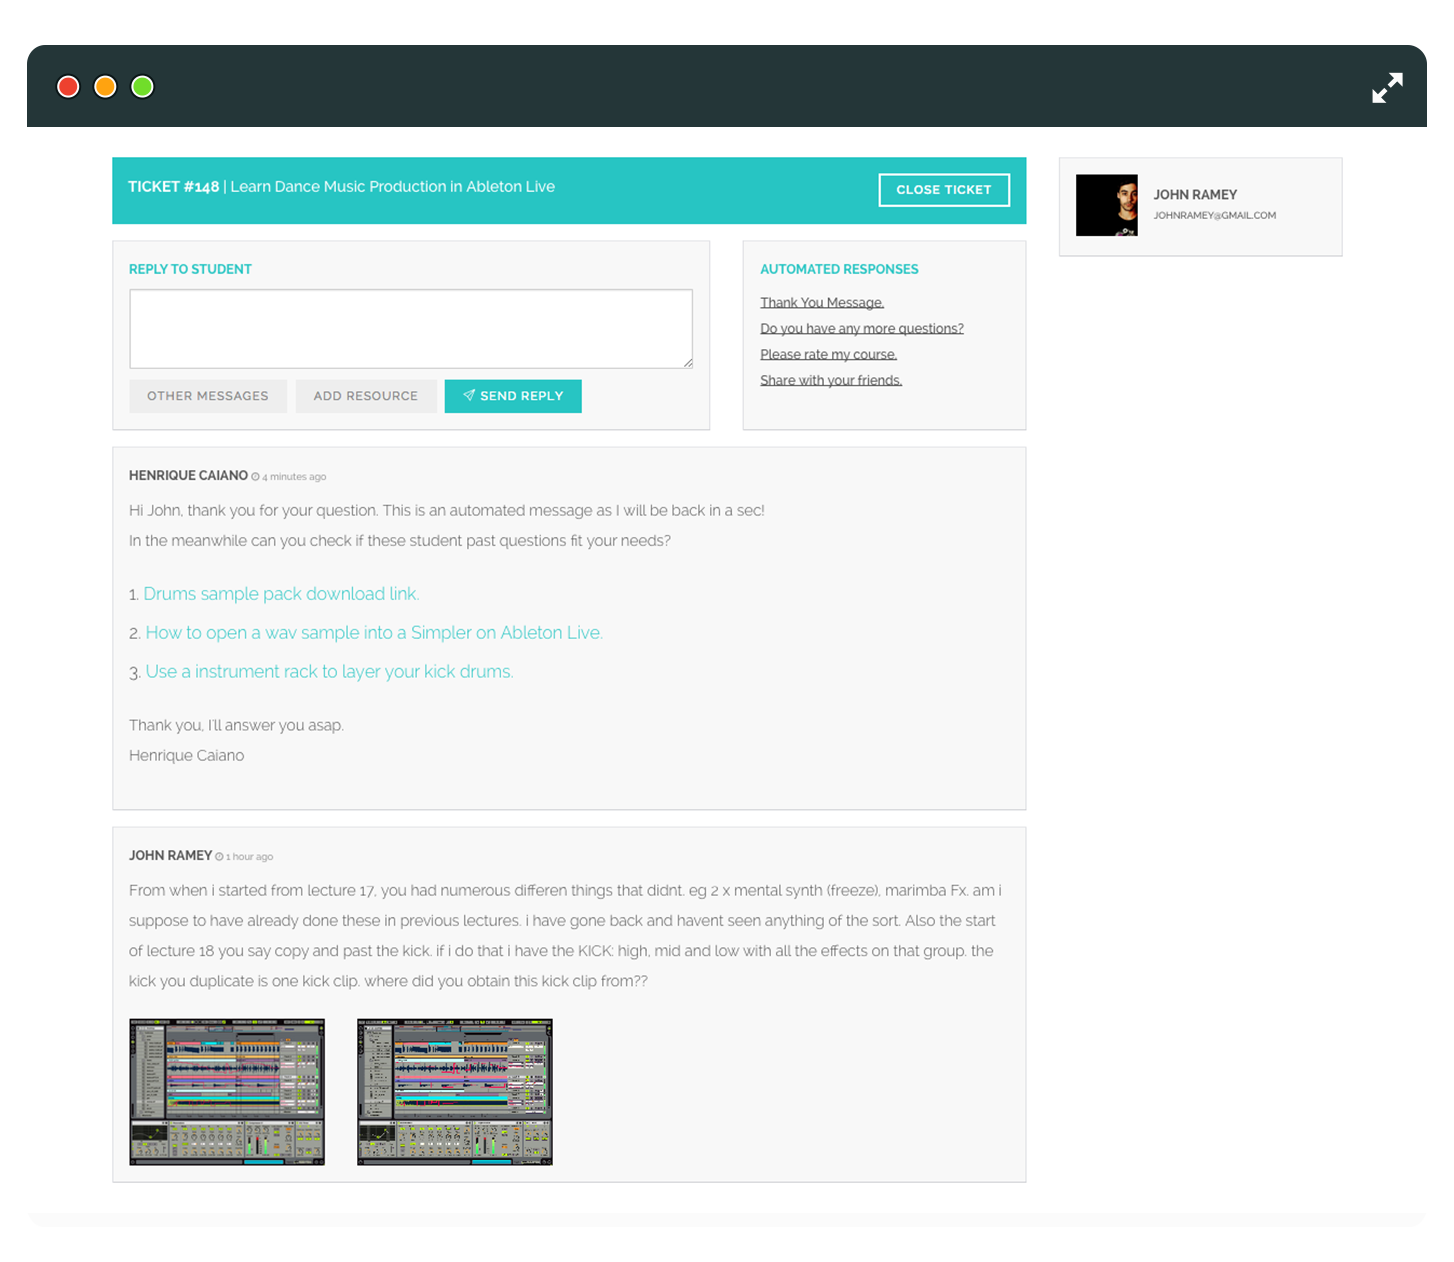 TICKET #148 | Learn Dance Music Production in Ableton Live
CLOSE TICKET
JOHN RAMEY
JOHNRAMEY@GMAIL.COM
REPLY TO STUDENT
OTHER MESSAGES
ADD RESOURCE
SEND REPLY
AUTOMATED RESPONSES
Thank You Message.
Do you have any more questions?
Please rate my course.
Share with your friends.
HENRIQUE CAIANO 4 minutes ago
Hi John, thank you for your question. This is an automated message as I will be back in a sec!
In the meanwhile can you check if these student past questions fit your needs?
1. Drums sample pack download link.
2. How to open a wav sample into a Simpler on Ableton Live.
3. Use a instrument rack to layer your kick drums.
Thank you, I'll answer you asap.
Henrique Caiano
JOHN RAMEY 1 hour ago
From when i started from lecture 17, you had numerous differen things that didnt. eg 2 x mental synth (freeze), marimba Fx. am i
suppose to have already done these in previous lectures. i have gone back and havent seen anything of the sort. Also the start
of lecture 18 you say copy and past the kick. if i do that i have the KICK: high, mid and low with all the effects on that group. the
kick you duplicate is one kick clip. where did you obtain this kick clip from??